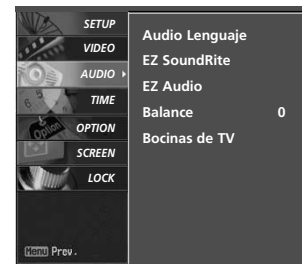 SETUP
VIDEO
AUDIO
TIME
OPTION
SCREEN
LOCK
Menu Prev.
Audio Lenguaje
EZ SoundRite
EZ Audio
Balance 0
Bocinas de TV
Option